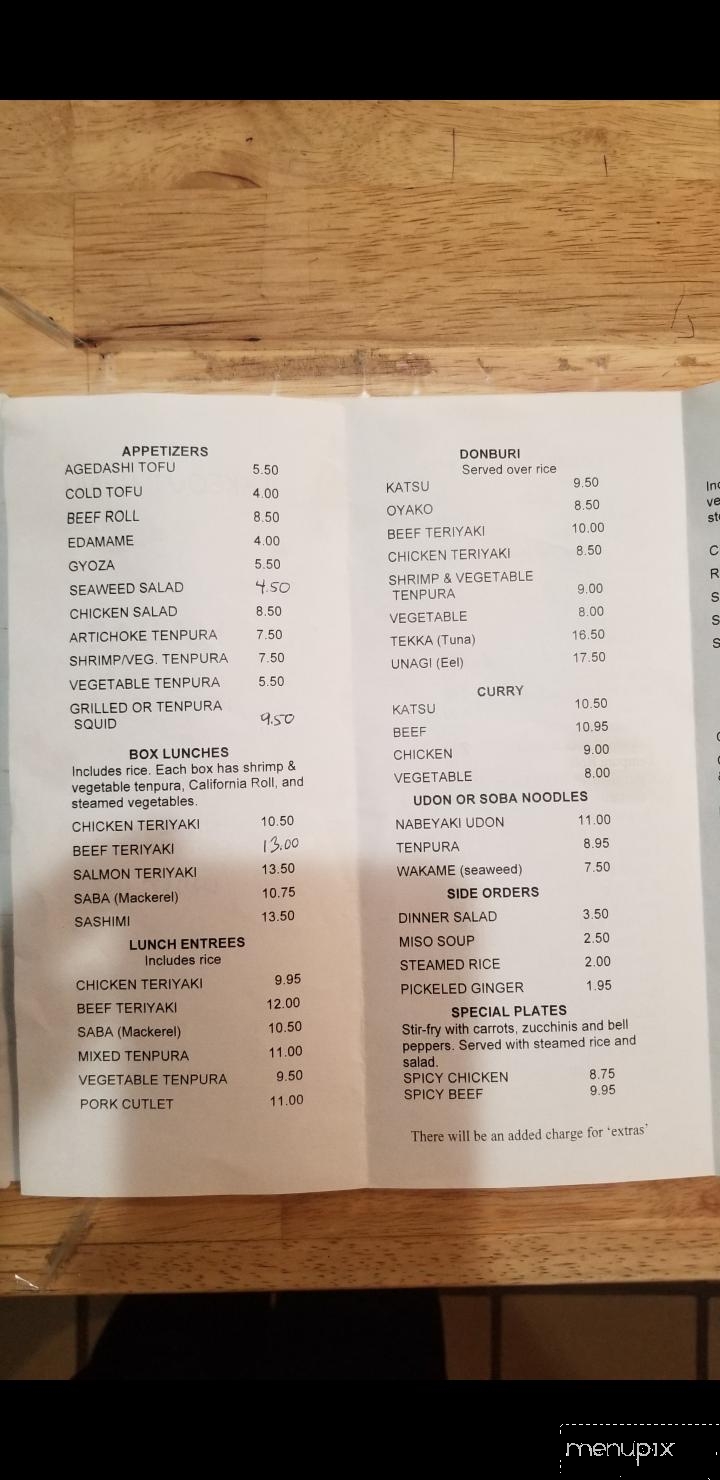 APPETIZERS
AGEDASHI TOFU 5.50
COLD TOFU 4.00
BEEF ROLL 8.50
EDAMAME 4.00
GYOZA 5.50
SEAWEED SALAD 4.50
CHICKEN SALAD 8.50
ARTICHOKE TENPURA 7.50
SHRIMP/VEG. TENPURA 7.50
VEGETABLE TENPURA 5.50
GRILLED OR TENPURA
SQUID 9.50
BOX LUNCHES
Includes rice. Each box has shrimp &
vegetable tenpura, California Roll, and
steamed vegetables.
CHICKEN TERIYAKI 10.50
BEEF TERIYAKI 13.00
SALMON TERIYAKI 13.50
SABA (Mackerel) 10.75
SASHIMI 13.50
LUNCH ENTREES
Includes rice
CHICKEN TERIYAKI 9.95
BEEF TERIYAKI 12.00
SABA (Mackerel) 10.50
MIXED TENPURA 11.00
VEGETABLE TENPURA 9.50
PORK CUTLET 11.00
DONBURI
Served over rice
KATSU 9.50
OYAKO 8.50
BEEF TERIYAKI 10.00
CHICKEN TERIYAKI 8.50
SHRIMP & VEGETABLE
TENPURA 9.00
VEGETABLE 8.00
TEKKA (Tuna) 16.50
UNAGI (Eel) 17.50
CURRY
KATSU 10.50
BEEF 10.95
CHICKEN 9.00
VEGETABLE 8.00
UDON OR SOBA NOODLES
NABEYAKI UDON 11.00
TENPURA 8.95
WAKAME (seaweed) 7.50
SIDE ORDERS
DINNER SALAD 3.50
MISO SOUP 2.50
STEAMED RICE 2.00
PICKELED GINGER 1.95
SPECIAL PLATES
Stir-fry with carrots, zucchinis and bell
peppers. Served with steamed rice and
salad.
SPICY CHICKEN 8.75
SPICY BEEF 9.95
There will be an added charge for 'extras'
menupix